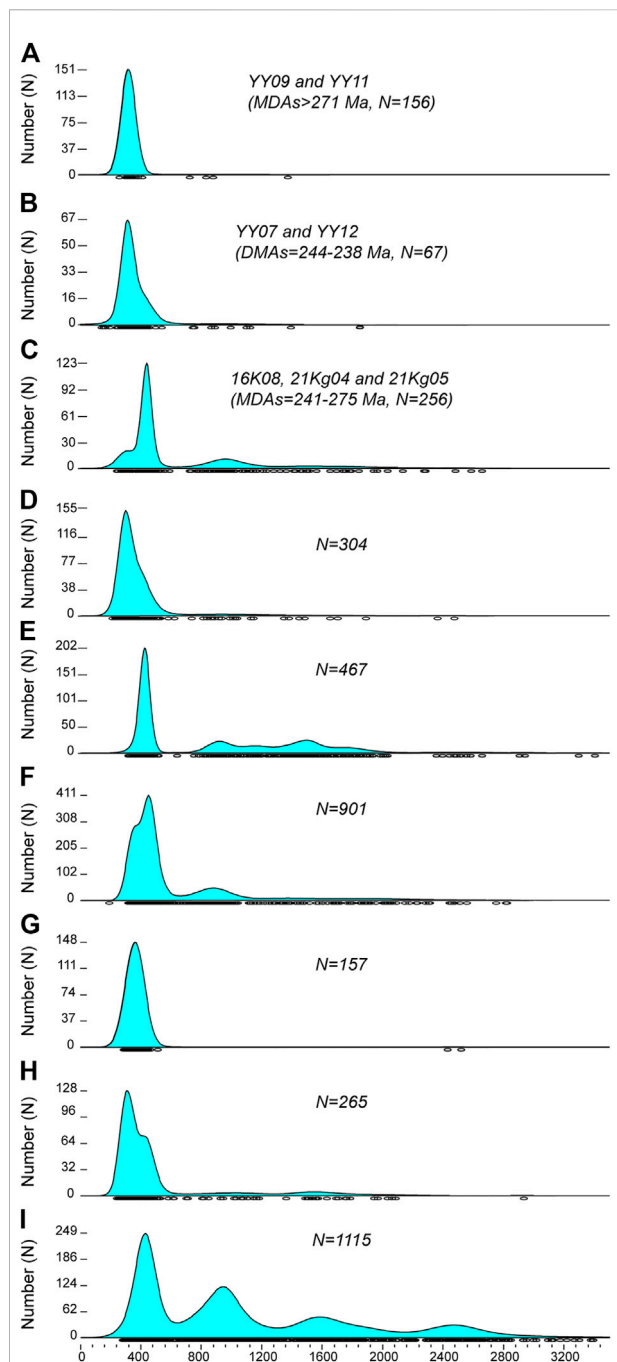 A
Number (N)
151
113
75
37
0
YY09 and YY11
(MDAs>271 Ma, N=156)
B
Number (N)
67
50
33
16
0
YY07 and YY12
(DMAs=244-238 Ma, N=67)
C
Number (N)
123
92
61
30
0
16K08, 21Kg04 and 21Kg05
(MDAs=241-275 Ma, N=256)
D
Number (N)
155
116
77
38
0
N=304
E
Number (N)
202
151
101
50
0
N=467
F
Number (N)
411
308
205
102
0
N=901
G
Number (N)
148
111
74
37
0
N=157
H
Number (N)
128
96
64
32
0
N=265
I
Number (N)
249
186
124
62
0
N=1115
0 400 800 1200 1600 2000 2400 2800 3200